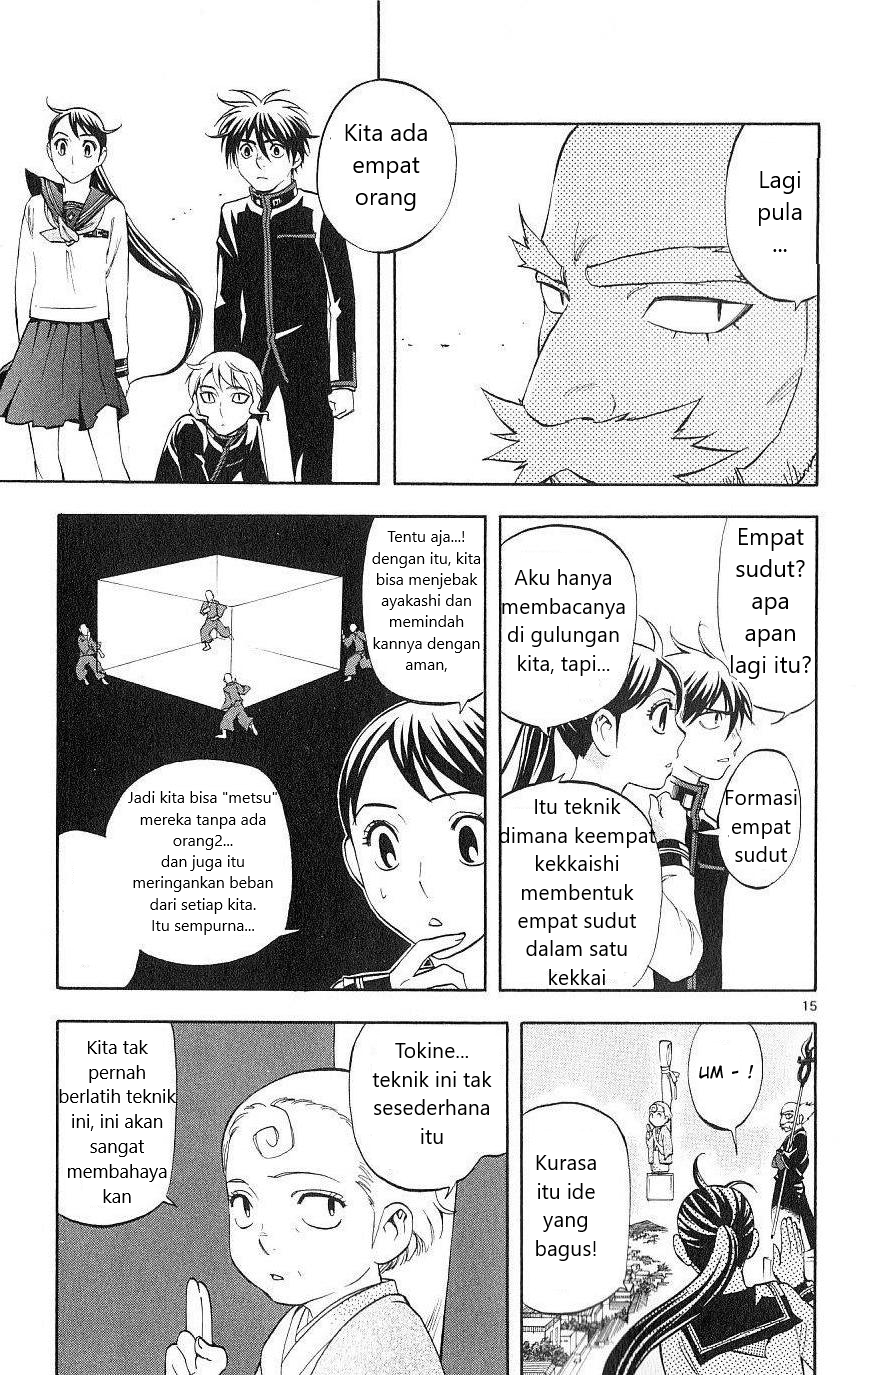 Lagi
pula
...
Kita ada
empat
orang
Empat
sudut?
apa
apan
lagi itu?
Aku hanya
membacanya
di gulungan
kita, tapi...
Formasi
empat
sudut
Itu teknik
dimana keempat
kekkaishi
membentuk
empat sudut
dalam satu
kekkai
Tentu aja...!
dengan itu, kita
bisa menjebak
ayakashi dan
memindah
kannya dengan
aman,
Jadi kita bisa "metsu"
mereka tanpa ada
orang2...
dan juga itu
meringankan beban
dari setiap kita.
Itu sempurna...
15
UM - !
Kurasa
itu ide
yang
bagus!
Tokine...
teknik ini tak
sesederhana
itu
Kita tak
pernah
berlatih teknik
ini, ini akan
sangat
membahaya
kan